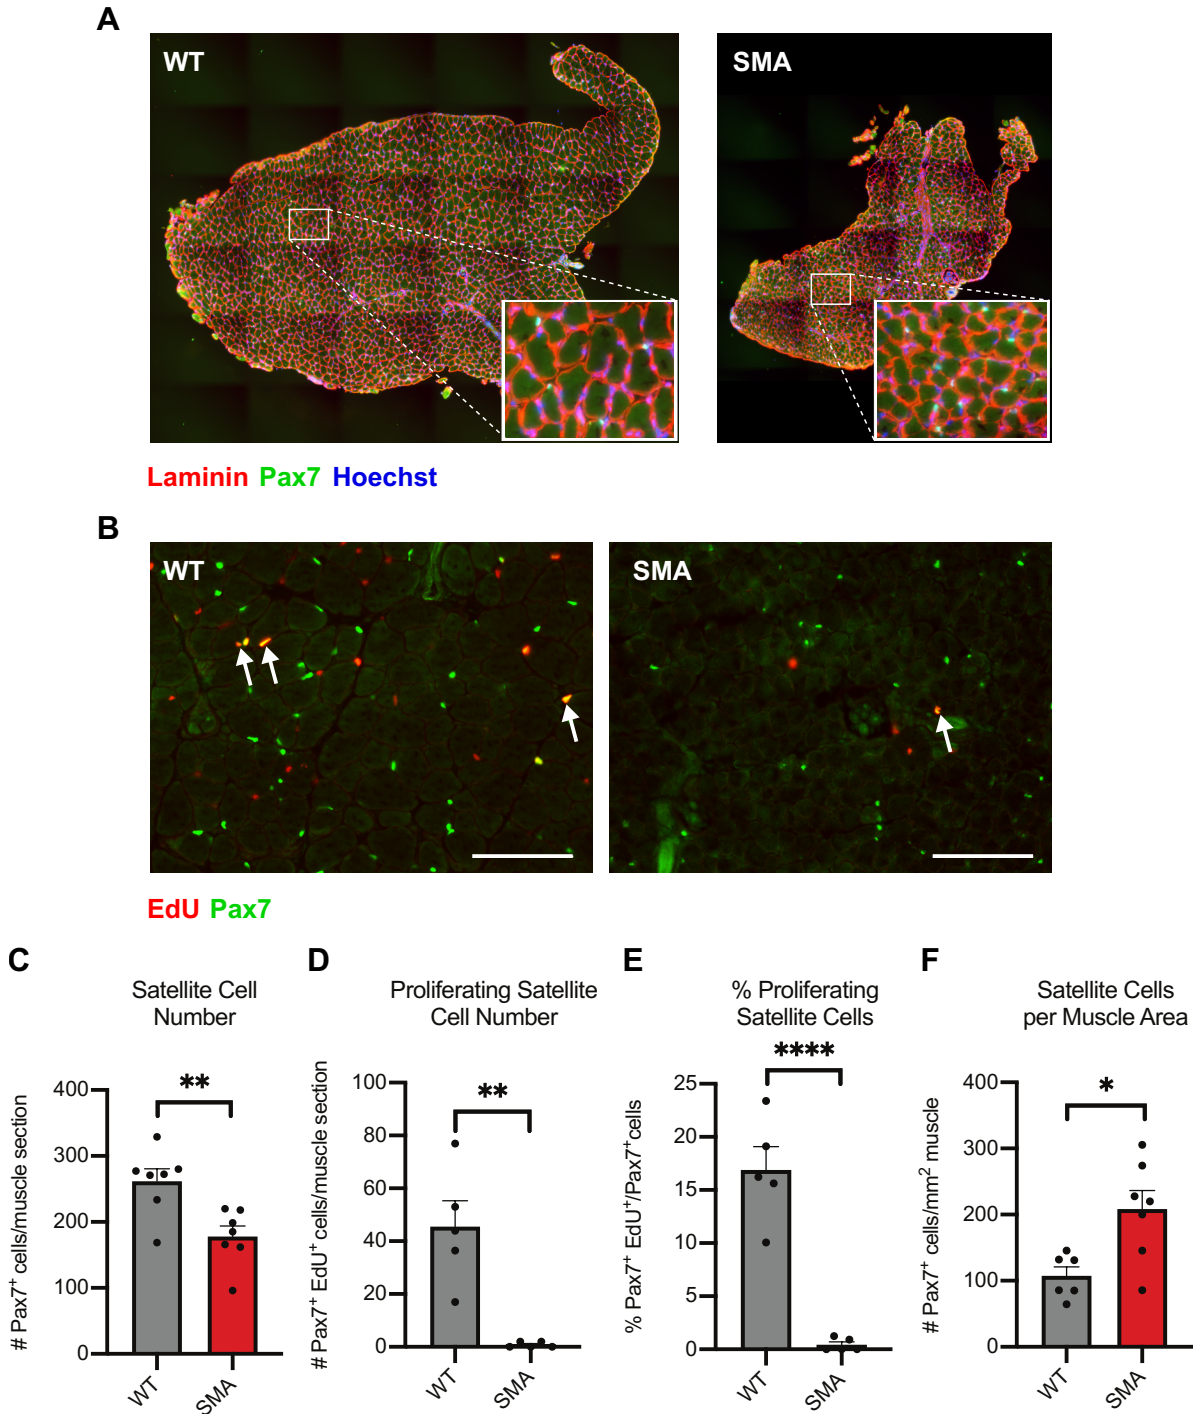 A
WT
SMA
Laminin Pax7 Hoechst
B
WT
SMA
EdU Pax7
C
Satellite Cell
Number
# Pax7⁺ cells/muscle section
400
300
200
100
0
**
WT
SMA
D
Proliferating Satellite
Cell Number
# Pax7⁺ EdU⁺ cells/muscle section
100
80
60
40
20
0
**
WT
SMA
E
% Proliferating
Satellite Cells
% Pax7⁺ EdU⁺/Pax7⁺cells
25
20
15
10
5
0
****
WT
SMA
F
Satellite Cells
per Muscle Area
# Pax7⁺ cells/mm² muscle
400
300
200
100
0
*
WT
SMA